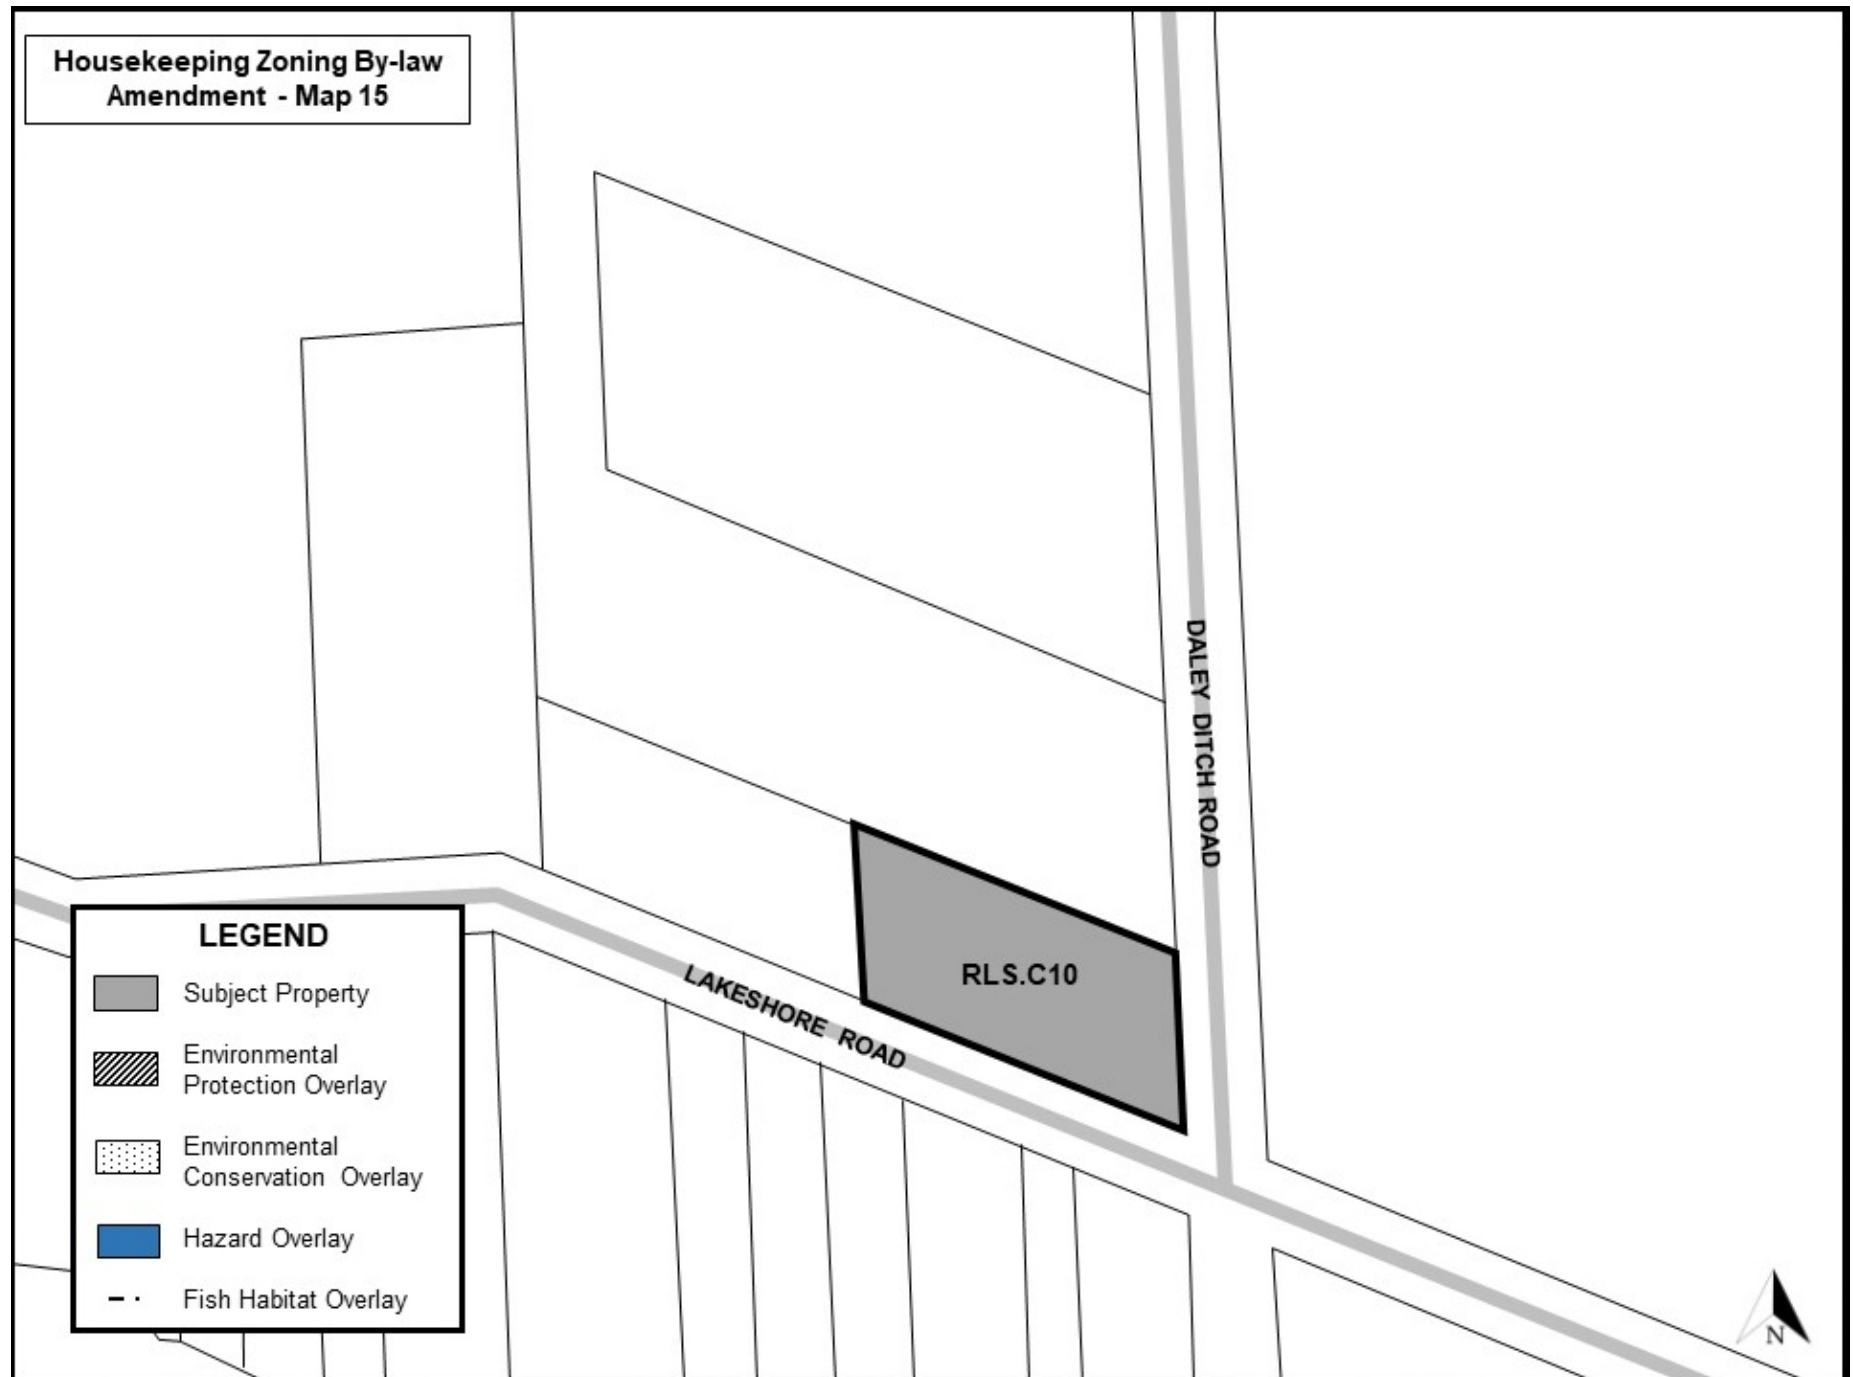 Housekeeping Zoning By-law
Amendment - Map 15
DALEY DITCH ROAD
RLS.C10
LAKESHORE ROAD
LEGEND
Subject Property
Environmental
Protection Overlay
Environmental
Conservation Overlay
Hazard Overlay
Fish Habitat Overlay
N